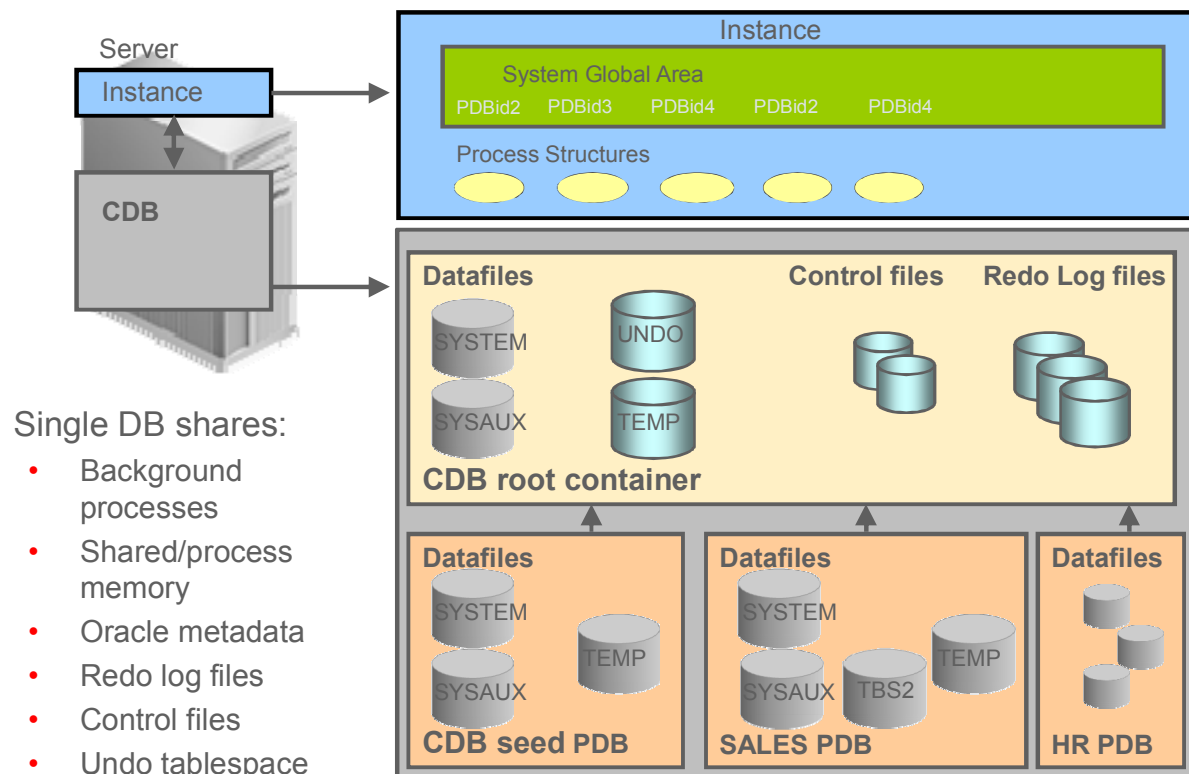 Server
Instance
CDB
Instance
System Global Area
PDBid2 PDBid3 PDBid4 PDBid2 PDBid4
Process Structures
Datafiles Control files Redo Log files
SYSTEM UNDO
SYSAUX TEMP
CDB root container
Datafiles
SYSTEM
TEMP
SYSAUX
CDB seed PDB
Datafiles
SYSTEM
TEMP
SYSAUX TBS2
SALES PDB
Datafiles
HR PDB
Single DB shares:
• Background
processes
• Shared/process
memory
• Oracle metadata
• Redo log files
• Control files
• Undo tablespace